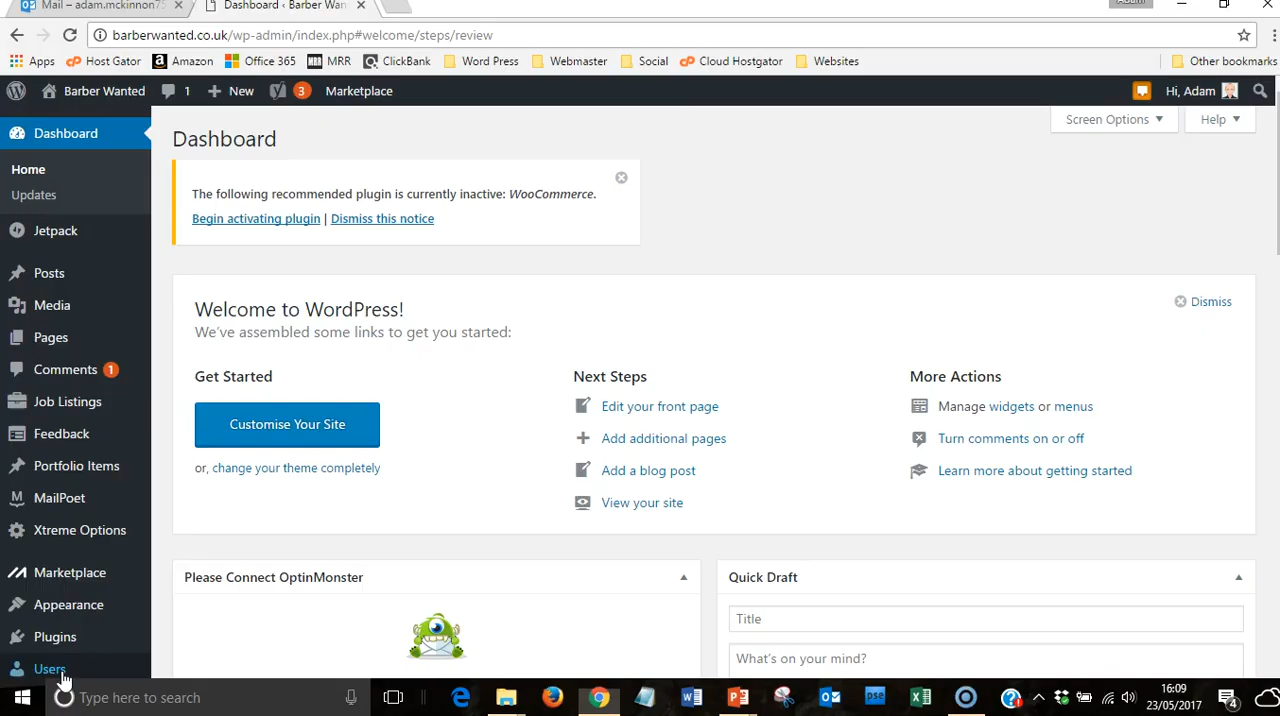 Mail – adam.mckinnon75
Dashboard ‹ Barber Wan
Adam
barberwanted.co.uk/wp-admin/index.php#welcome/steps/review
Apps
Host Gator
Amazon
Office 365
MRR
ClickBank
Word Press
Webmaster
Social
Cloud Hostgator
Websites
Other bookmarks
Barber Wanted
1
New
3
Marketplace
Hi, Adam
Dashboard
Home
Updates
Jetpack
Posts
Media
Pages
Comments 1
Job Listings
Feedback
Portfolio Items
MailPoet
Xtreme Options
Marketplace
Appearance
Plugins
Users
Screen Options
Help
Dashboard
The following recommended plugin is currently inactive: WooCommerce.
Begin activating plugin | Dismiss this notice
Welcome to WordPress!
We've assembled some links to get you started:
Dismiss
Get Started
Customise Your Site
or, change your theme completely
Next Steps
Edit your front page
Add additional pages
Add a blog post
View your site
More Actions
Manage widgets or menus
Turn comments on or off
Learn more about getting started
Please Connect OptinMonster
Quick Draft
Title
What's on your mind?
Type here to search
pse
16:09
23/05/2017
4